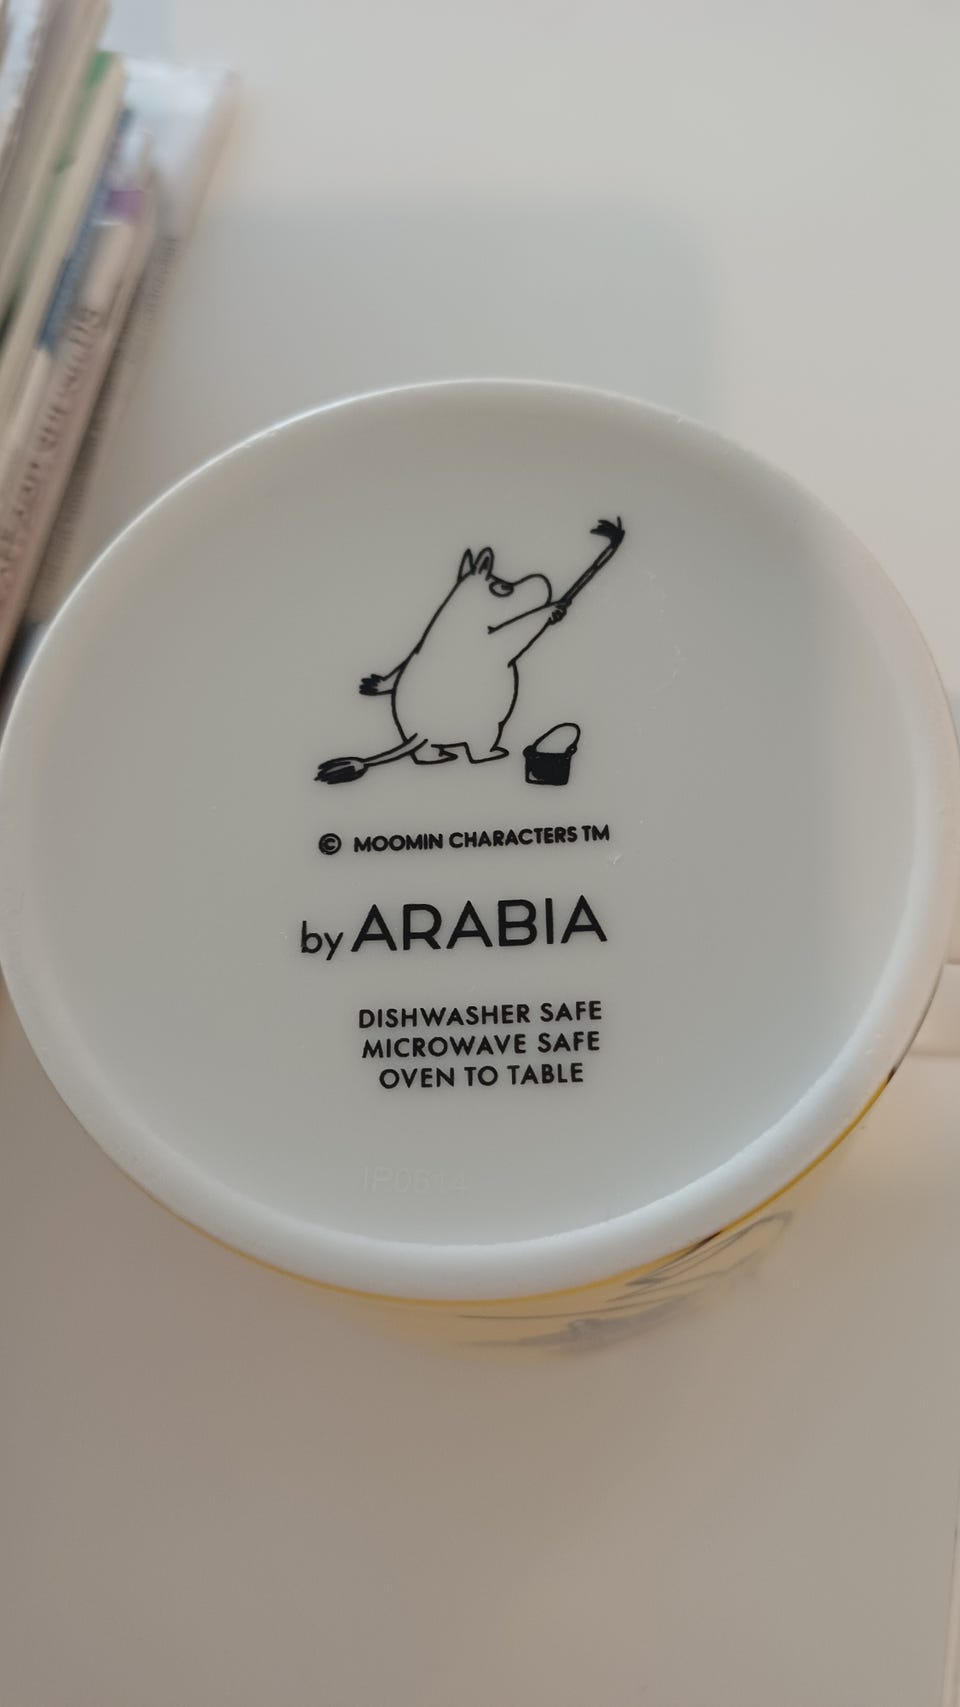 © MOOMIN CHARACTERS TM
by ARABIA
DISHWASHER SAFE
MICROWAVE SAFE
OVEN TO TABLE